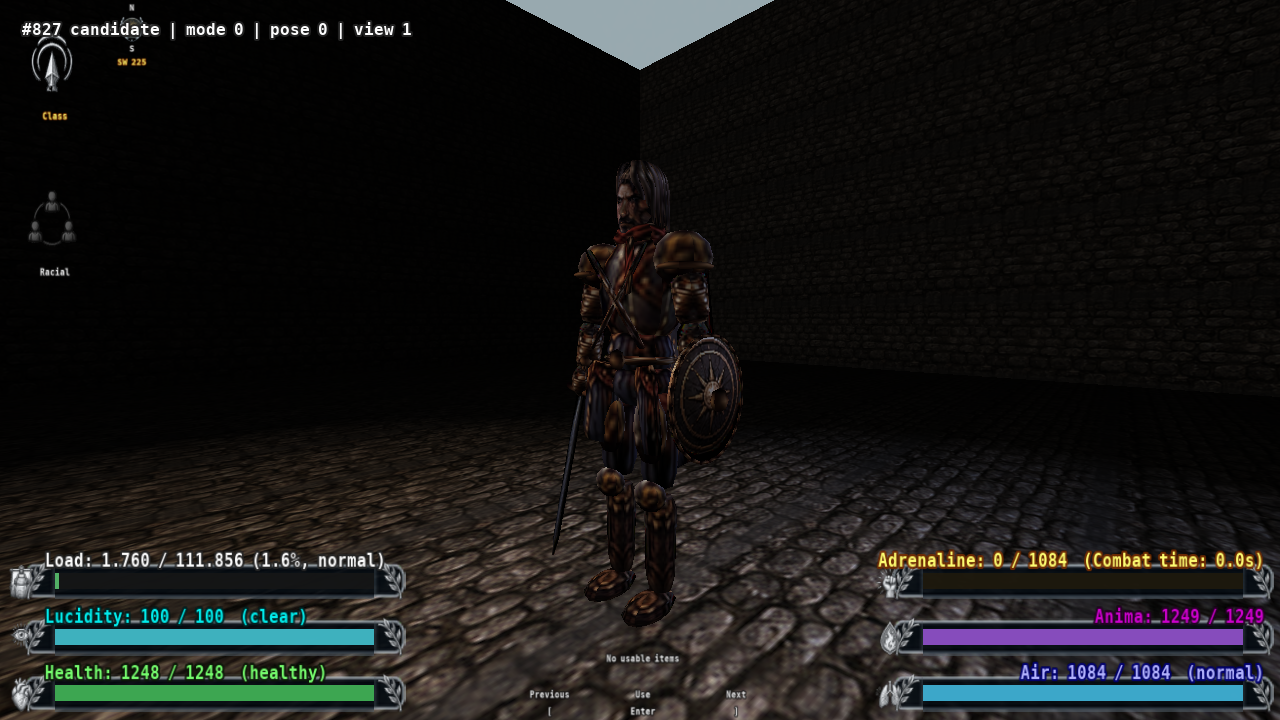 #827 candidate | mode 0 | pose 0 | view 1
N
S
SW 225
Class
Racial
Load: 1.760 / 111.856 (1.6%, normal)
Lucidity: 100 / 100 (clear)
Health: 1248 / 1248 (healthy)
Adrenaline: 0 / 1084 (Combat time: 0.0s)
Anima: 1249 / 1249
Air: 1084 / 1084 (normal)
No usable items
Previous Use Next
[ Enter ]